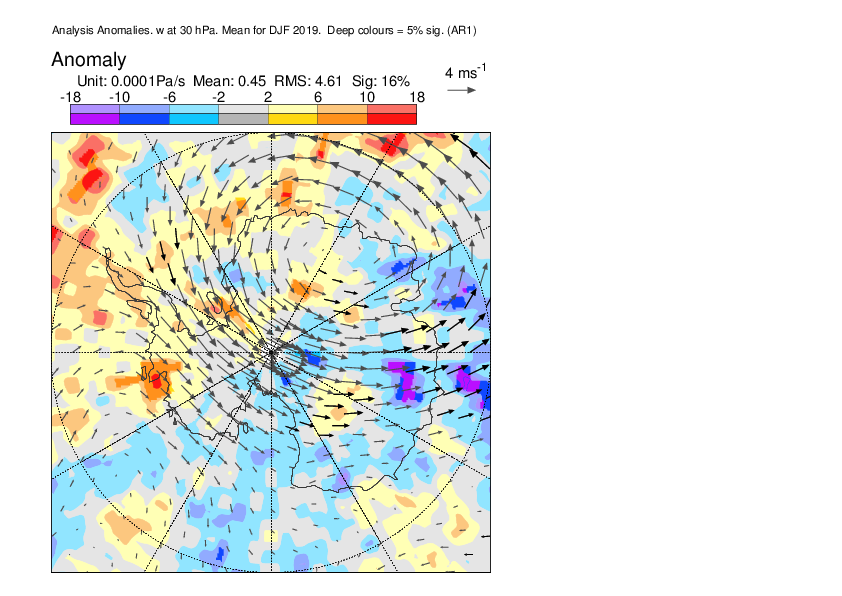 Analysis Anomalies. w at 30 hPa. Mean for DJF 2019.  Deep colours = 5% sig. (AR1)
Anomaly
4 ms-1
Unit: 0.0001Pa/s  Mean: 0.45  RMS: 4.61  Sig: 16%
-18 -10 -6 -2 2 6 10 18